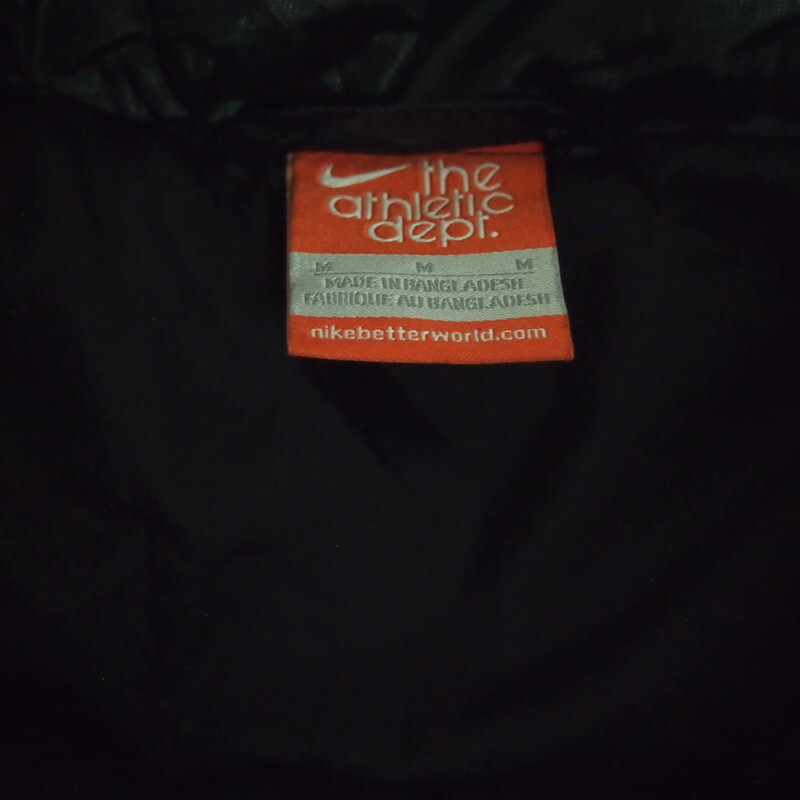 the
athletic
dept.
M M M
MADE IN BANGLADESH
FABRIQUE AU BANGLADESH
nikebetterworld.com